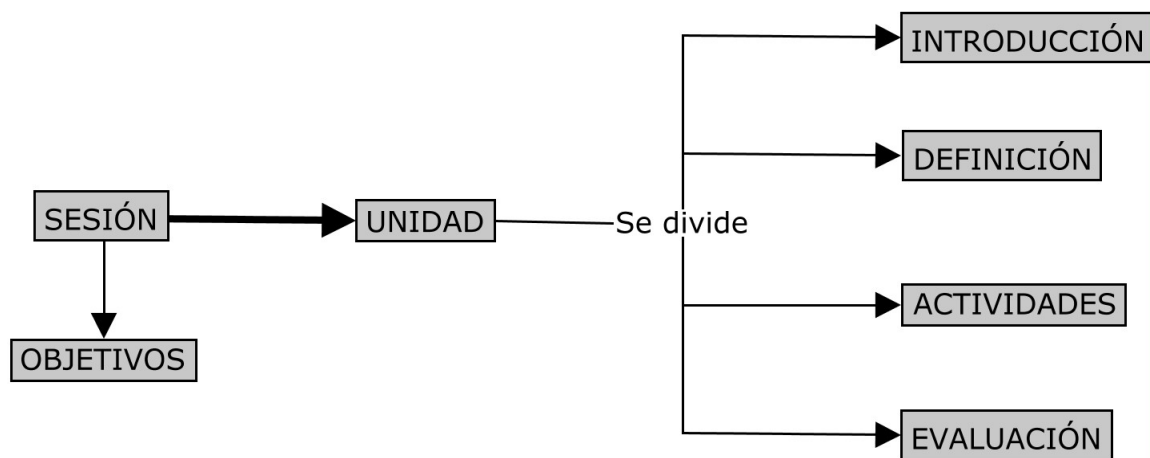 INTRODUCCIÓN
DEFINICIÓN
SESIÓN
UNIDAD
Se divide
ACTIVIDADES
OBJETIVOS
EVALUACIÓN